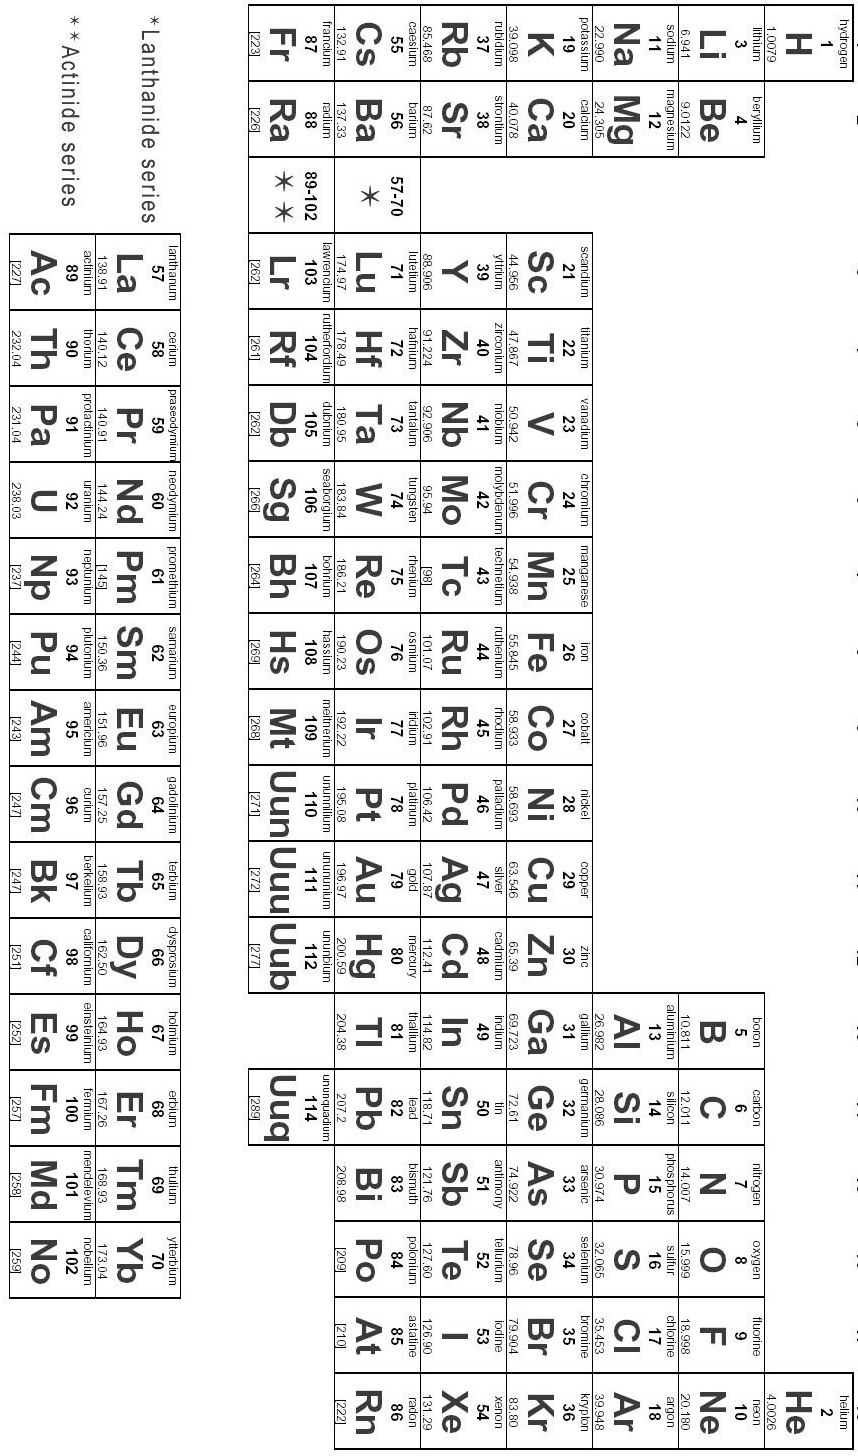 hydrogen helium
1 2
H He
1.0079 4.0026
lithium beryllium boron carbon nitrogen oxygen fluorine neon
3 4 5 6 7 8 9 10
Li Be B C N O F Ne
6.941 9.0122 10.811 12.011 14.007 15.999 18.998 20.180
sodium magnesium aluminium silicon phosphorus sulfur chlorine argon
11 12 13 14 15 16 17 18
Na Mg Al Si P S Cl Ar
22.990 24.305 26.982 28.086 30.974 32.065 35.453 39.948
potassium calcium scandium titanium vanadium chromium manganese iron cobalt nickel copper zinc gallium germanium arsenic selenium bromine krypton
19 20 21 22 23 24 25 26 27 28 29 30 31 32 33 34 35 36
K Ca Sc Ti V Cr Mn Fe Co Ni Cu Zn Ga Ge As Se Br Kr
39.098 40.078 44.956 47.867 50.942 51.996 54.938 55.845 58.933 58.693 63.546 65.39 69.723 72.61 74.922 78.96 79.904 83.80
rubidium strontium yttrium zirconium niobium molybdenum technetium ruthenium rhodium palladium silver cadmium indium tin antimony tellurium iodine xenon
37 38 39 40 41 42 43 44 45 46 47 48 49 50 51 52 53 54
Rb Sr Y Zr Nb Mo Tc Ru Rh Pd Ag Cd In Sn Sb Te I Xe
85.468 87.62 88.906 91.224 92.906 95.94 [98] 101.07 102.91 106.42 107.87 112.41 114.82 118.71 121.76 127.60 126.90 131.29
caesium barium lutetium hafnium tantalum tungsten rhenium osmium iridium platinum gold mercury thallium lead bismuth polonium astatine radon
55 56 57-70 71 72 73 74 75 76 77 78 79 80 81 82 83 84 85 86
Cs Ba * Lu Hf Ta W Re Os Ir Pt Au Hg Tl Pb Bi Po At Rn
132.91 137.33 174.97 178.49 180.95 183.84 186.21 190.23 192.22 195.08 196.97 200.59 204.38 207.2 208.98 [209] [210] [222]
francium radium lawrencium rutherfordium dubnium seaborgium bohrium hassium meitnerium ununnilium unununium ununbium ununquadium
87 88 89-102 103 104 105 106 107 108 109 110 111 112 114
Fr Ra * * Lr Rf Db Sg Bh Hs Mt Uun Uuu Uub Uuq
[223] [226] [262] [261] [262] [266] [264] [269] [268] [271] [272] [277] [289]
*Lanthanide series
lanthanum cerium praseodymium neodymium promethium samarium europium gadolinium terbium dysprosium holmium erbium thulium ytterbium
57 58 59 60 61 62 63 64 65 66 67 68 69 70
La Ce Pr Nd Pm Sm Eu Gd Tb Dy Ho Er Tm Yb
138.91 140.12 140.91 144.24 [145] 150.36 151.96 157.25 158.93 162.50 164.93 167.26 168.93 173.04
**Actinide series
actinium thorium protactinium uranium neptunium plutonium americium curium berkelium californium einsteinium fermium mendelevium nobelium
89 90 91 92 93 94 95 96 97 98 99 100 101 102
Ac Th Pa U Np Pu Am Cm Bk Cf Es Fm Md No
[227] 232.04 231.04 238.03 [237] [244] [243] [247] [247] [251] [252] [257] [258] [259]